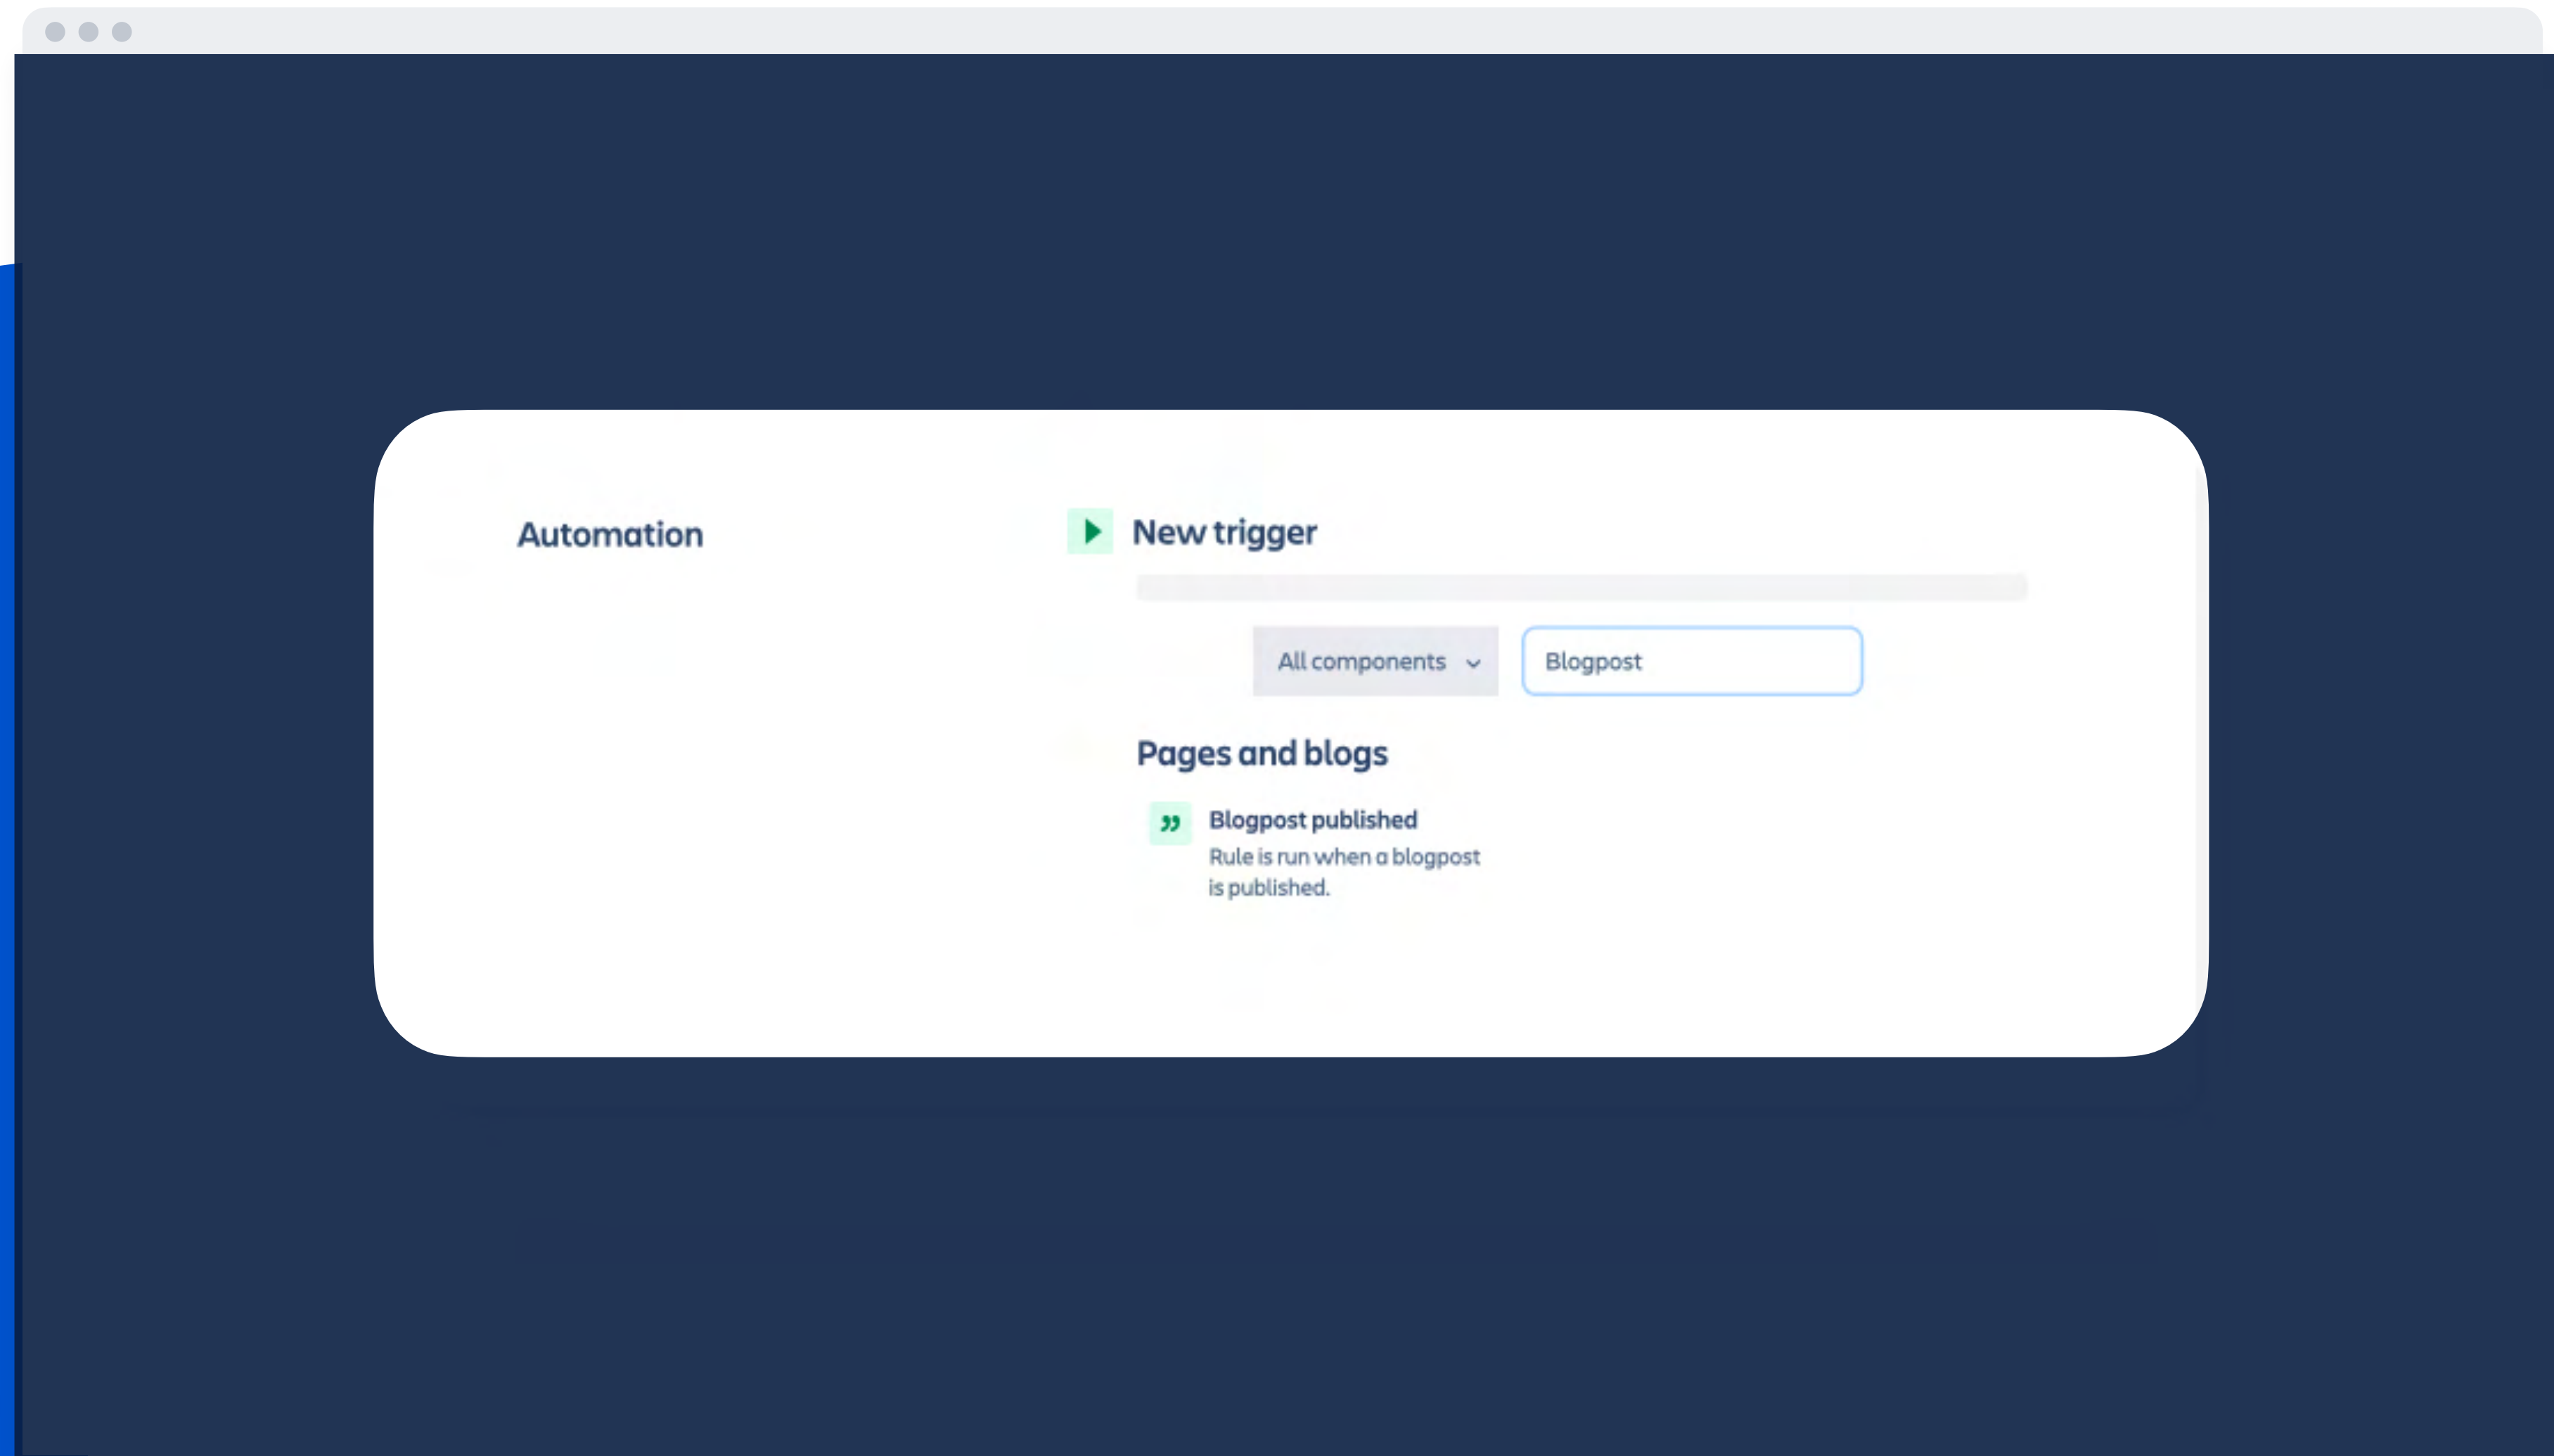 Automation
New trigger
All components
Blogpost
Pages and blogs
Blogpost published
Rule is run when a blogpost
is published.